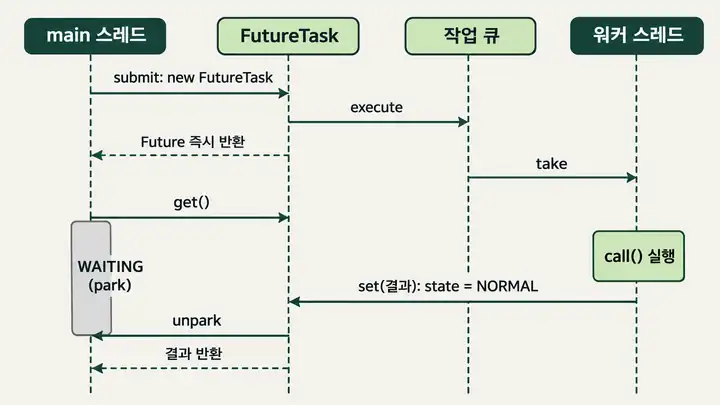 main 스레드
FutureTask
작업 큐
워커 스레드
submit: new FutureTask
execute
Future 즉시 반환
take
get()
WAITING
(park)
call() 실행
set(결과): state = NORMAL
unpark
결과 반환